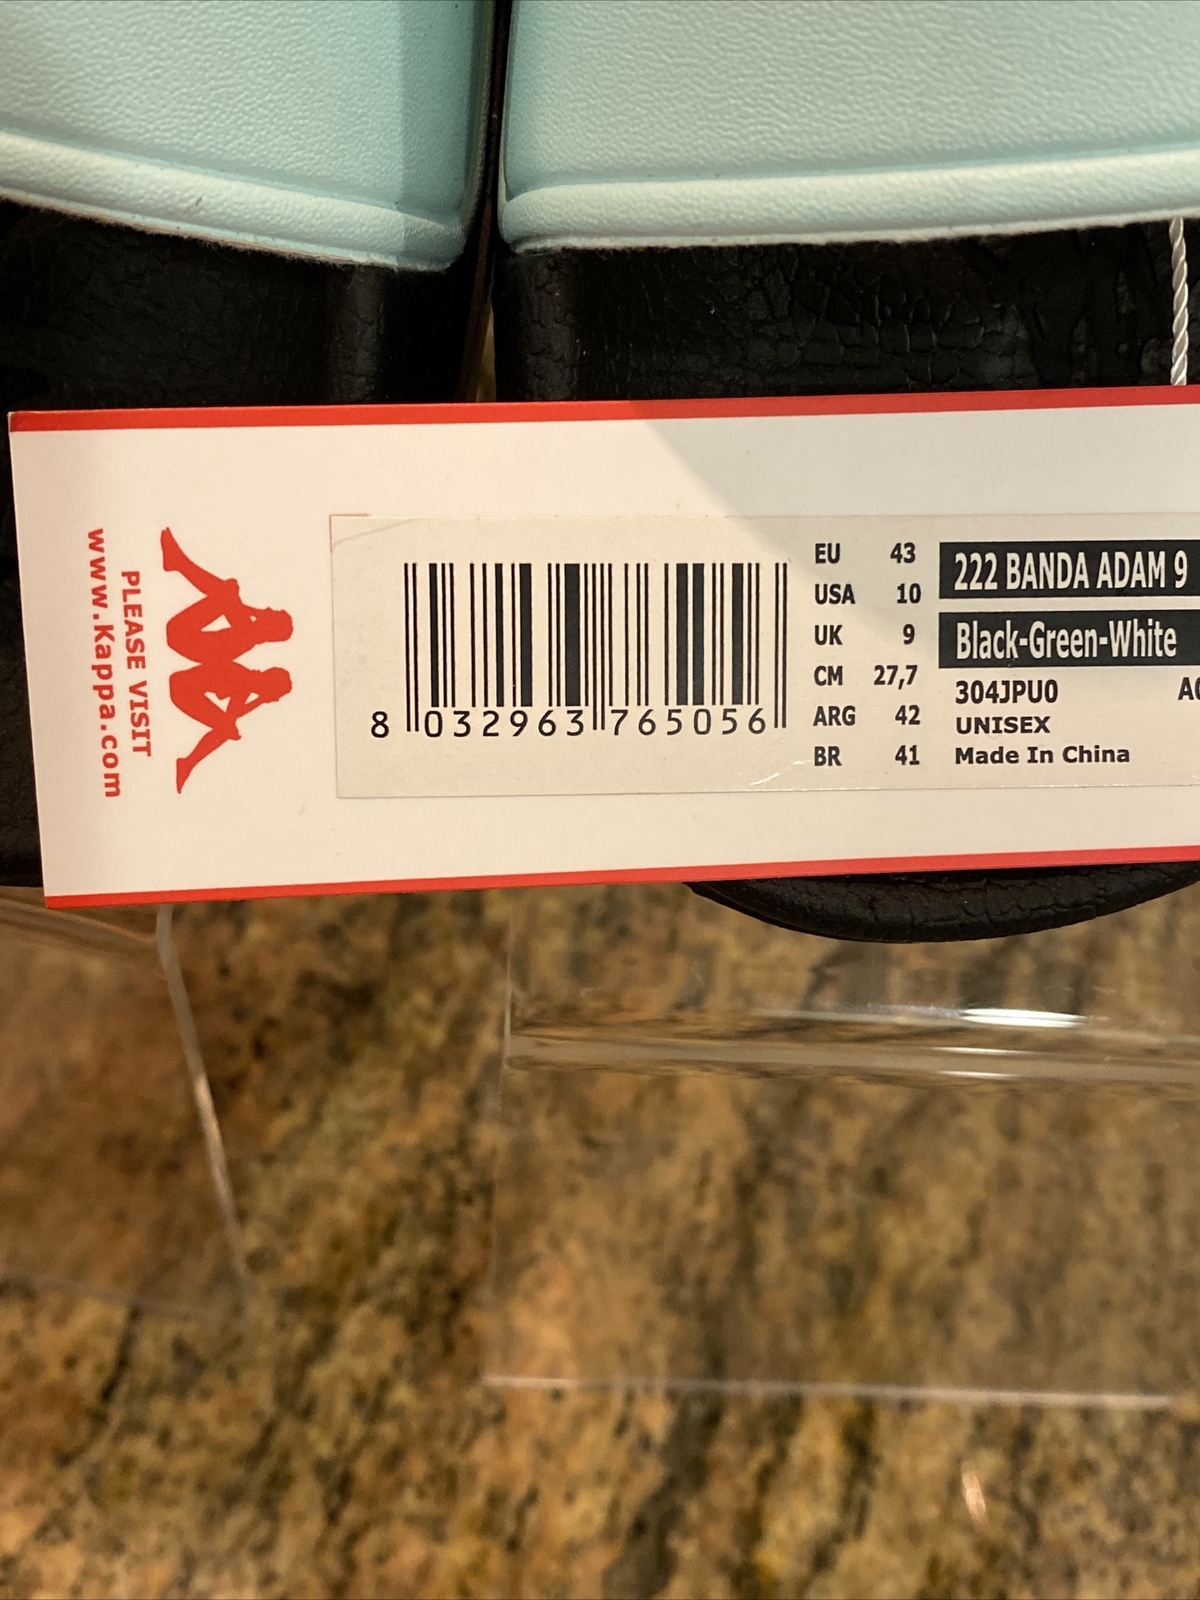 PLEASE VISIT
www.Kappa.com
8 032963 765056
EU 43
USA 10
UK 9
CM 27,7
ARG 42
BR 41
222 BANDA ADAM 9
Black-Green-White
304JPU0
UNISEX
Made In China